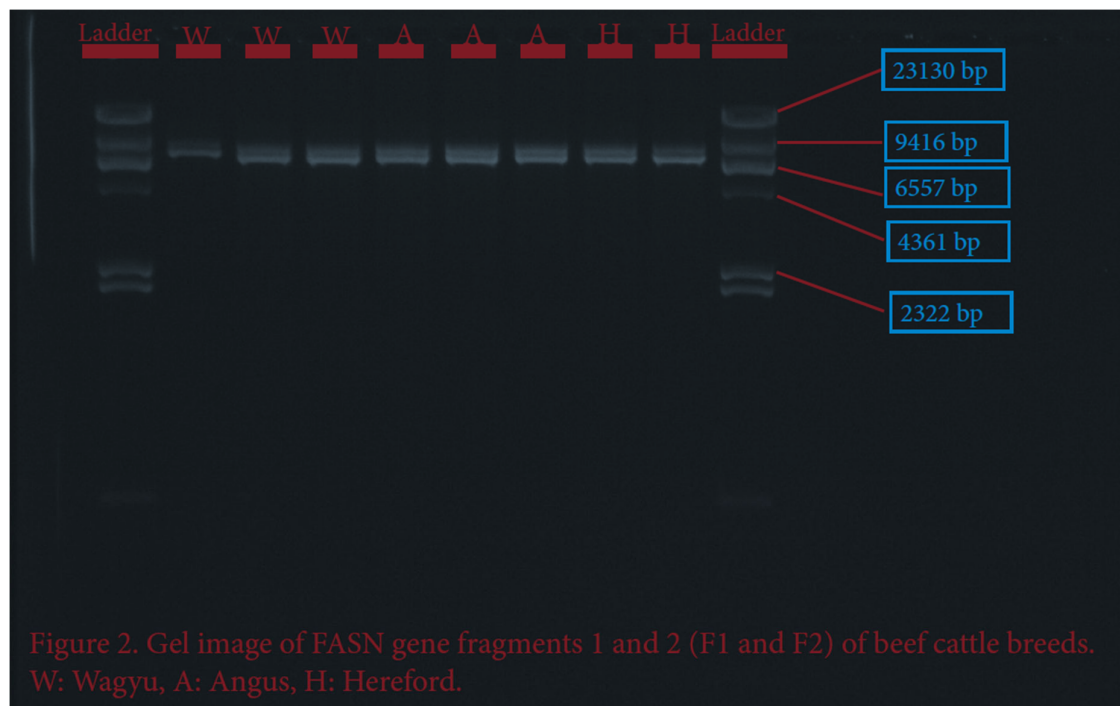 Ladder W W W A A A H H Ladder
23130 bp
9416 bp
6557 bp
4361 bp
2322 bp
Figure 2. Gel image of FASN gene fragments 1 and 2 (F1 and F2) of beef cattle breeds.
W: Wagyu, A: Angus, H: Hereford.